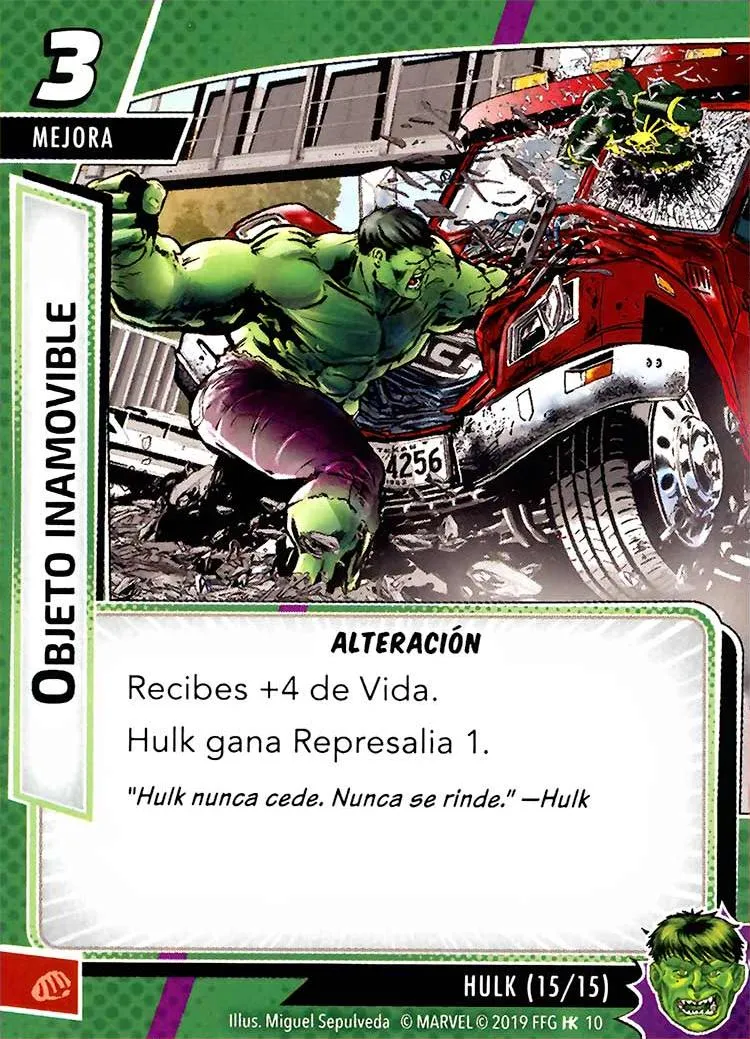 3
MEJORA
OBJETO INAMOVIBLE
4256
ALTERACIÓN
Recibes +4 de Vida.
Hulk gana Represalia 1.
"Hulk nunca cede. Nunca se rinde." —Hulk
HULK (15/15)
Illus. Miguel Sepulveda © MARVEL © 2019 FFG HK 10